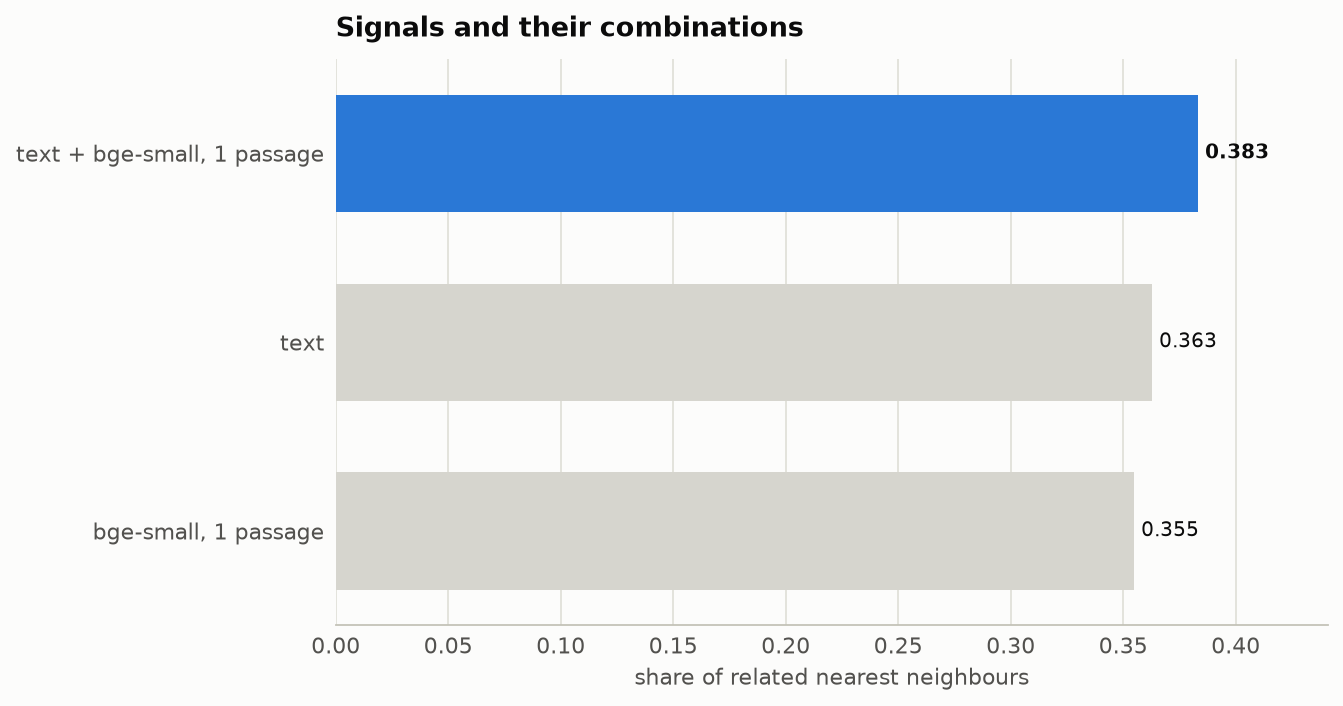 Signals and their combinations
text + bge-small, 1 passage
0.383
text
0.363
bge-small, 1 passage
0.355
0.00 0.05 0.10 0.15 0.20 0.25 0.30 0.35 0.40
share of related nearest neighbours